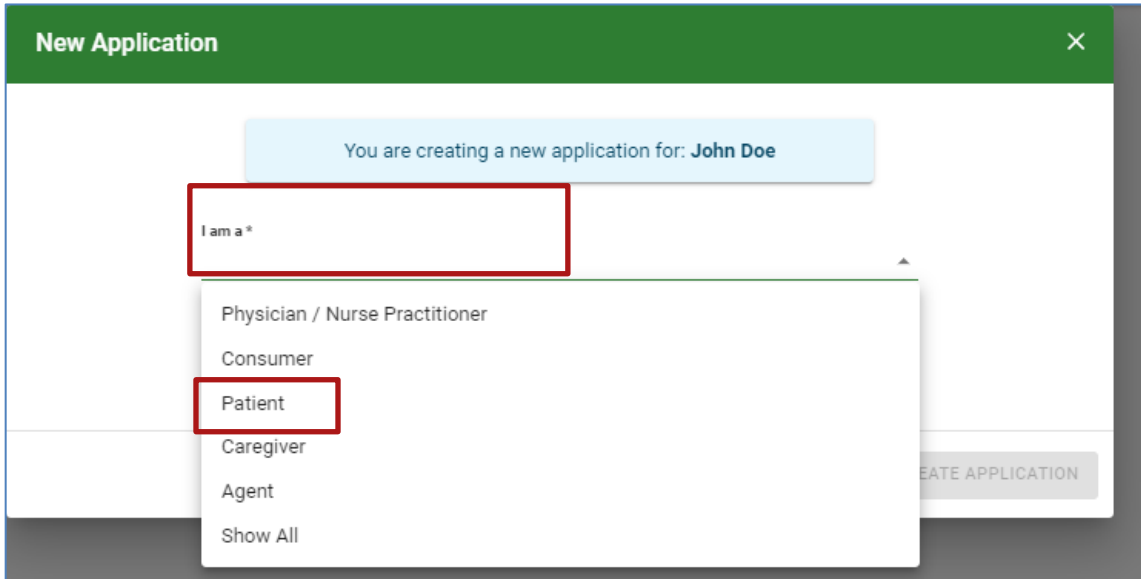 New Application
You are creating a new application for: John Doe
I am a *
Physician / Nurse Practitioner
Consumer
Patient
Caregiver
Agent
Show All
APPLICATION